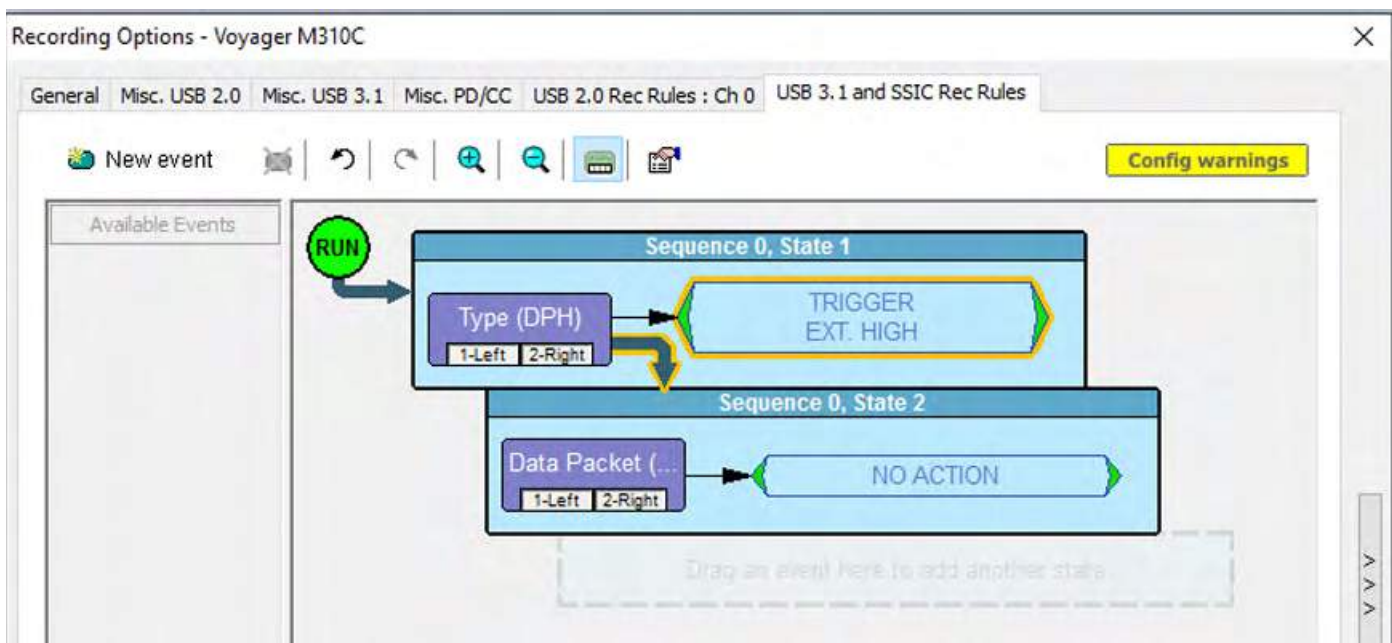 Recording Options - Voyager M310C
General Misc. USB 2.0 Misc. USB 3.1 Misc. PD/CC USB 2.0 Rec Rules : Ch 0 USB 3.1 and SSIC Rec Rules
New event
Config warnings
Available Events
RUN
Sequence 0, State 1
Type (DPH)
1-Left 2-Right
TRIGGER
EXT. HIGH
Sequence 0, State 2
Data Packet (...
1-Left 2-Right
NO ACTION
Drag an event here to add another state
>
>
>